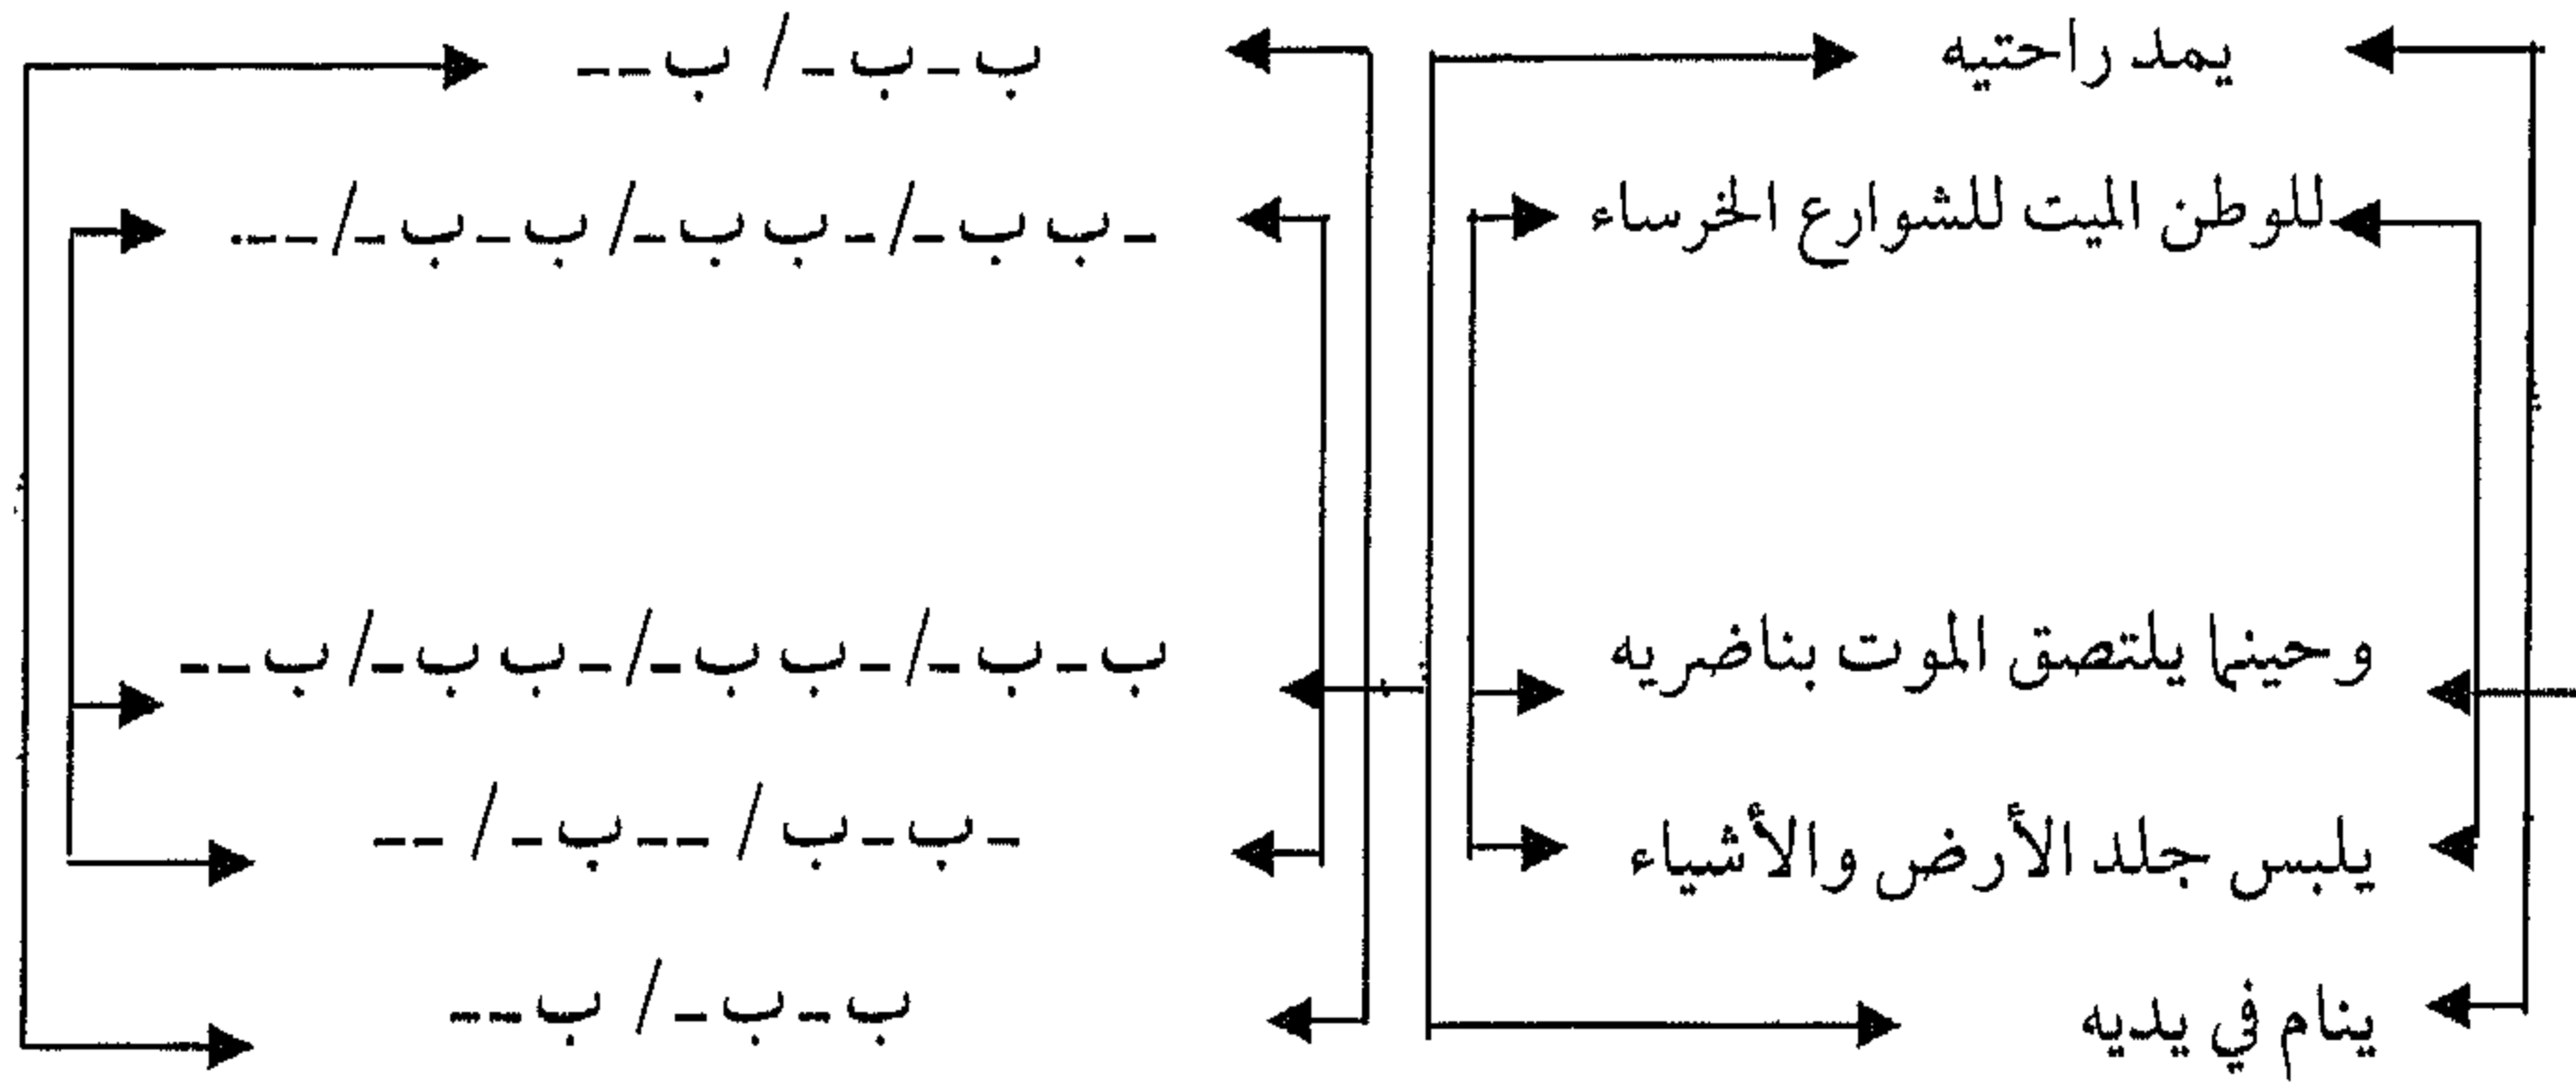 يمد راحتيه
ب - ب - / ب - -
للوطن الميت للشوارع الخرساء
- ب ب - / - ب ب - / ب - ب - / - -
وحينما يلتصق الموت بناضريه
ب - ب - / - ب ب - / - ب ب - / ب - -
يلبس جلد الأرض والأشياء
- ب - ب / - - ب - / - -
ينام في يديه
ب - ب - / ب - -